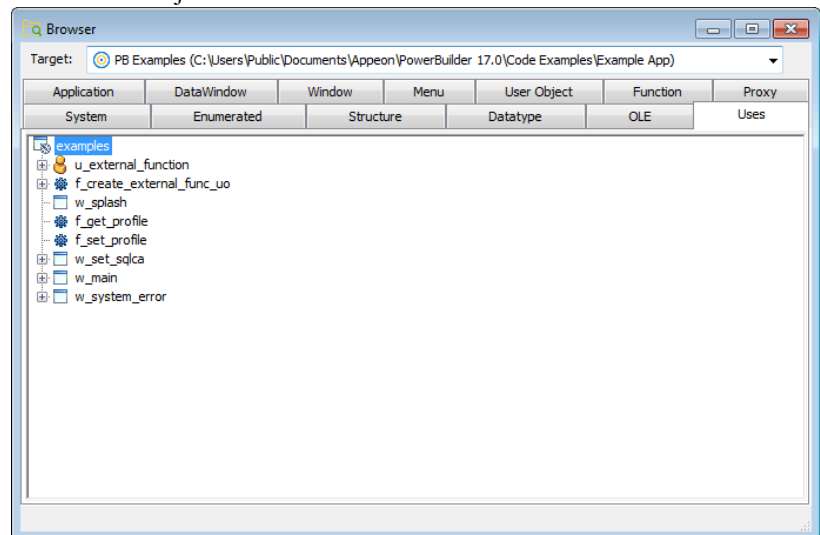 Browser
Target: PB Examples (C:\Users\Public\Documents\Appeon\PowerBuilder 17.0\Code Examples\Example App)
Application DataWindow Window Menu User Object Function Proxy
System Enumerated Structure Datatype OLE Uses
examples
u_external_function
f_create_external_func_uo
w_splash
f_get_profile
f_set_profile
w_set_sqlca
w_main
w_system_error